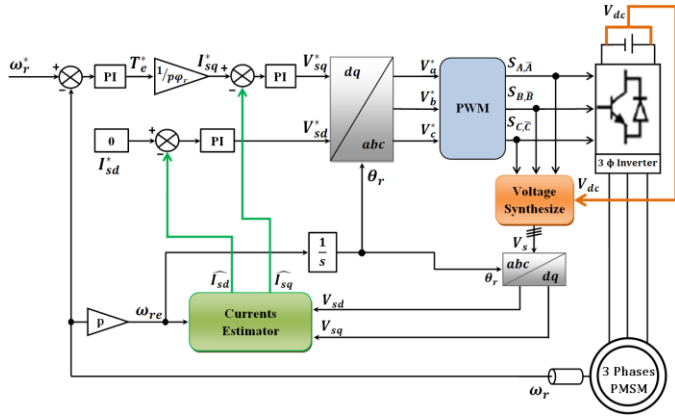 V_dc
ω_r^*
+
−
PI
T_e^*
1/pφ_r
I_sq^*
+
−
PI
V_sq^*
dq
abc
V_a^*
V_b^*
V_c^*
PWM
S_A,A̅
S_B,B̅
S_C,C̅
3 ϕ Inverter
0
I_sd^*
+
−
PI
V_sd^*
θ_r
Voltage
Synthesize
V_dc
V_s
1/s
abc
dq
θ_r
Î_sd
Î_sq
p
ω_re
Currents
Estimator
V_sd
V_sq
3 Phases
PMSM
ω_r